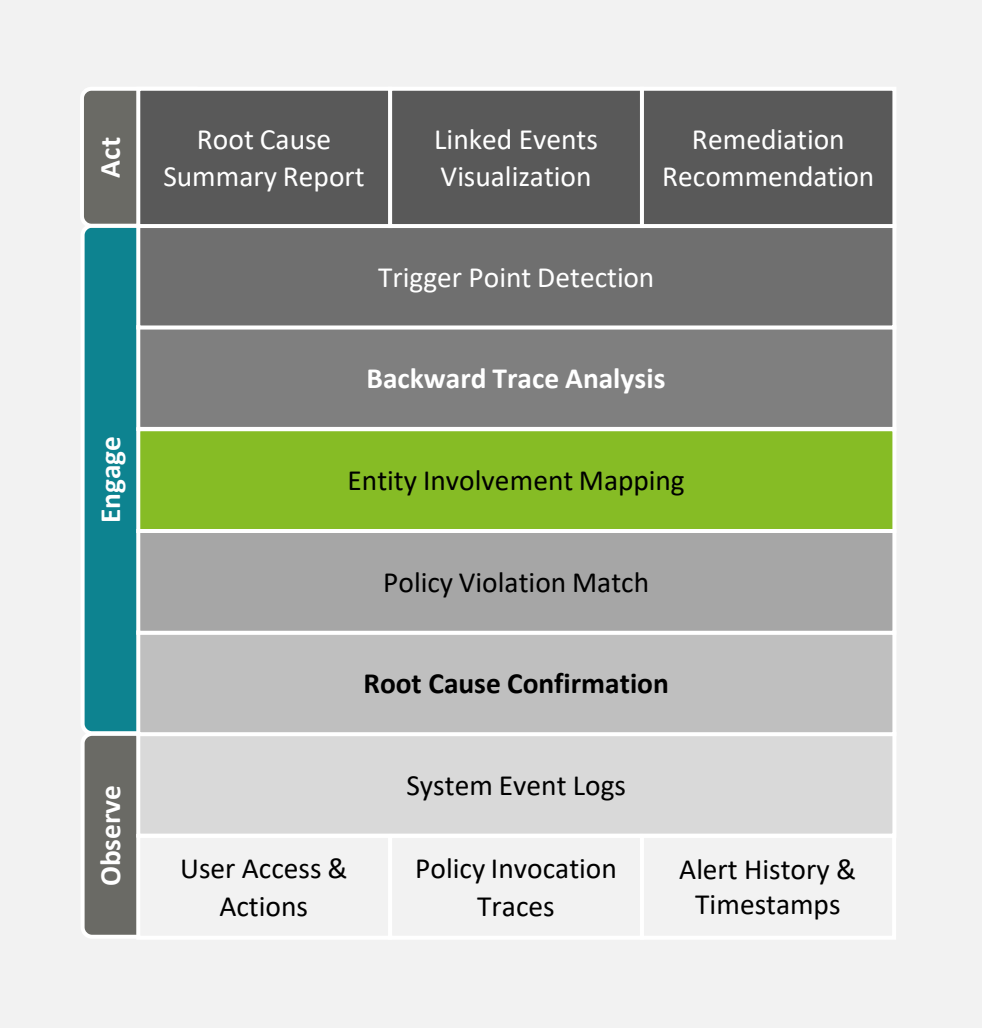 Act
Root Cause
Summary Report
Linked Events
Visualization
Remediation
Recommendation
Engage
Trigger Point Detection
Backward Trace Analysis
Entity Involvement Mapping
Policy Violation Match
Root Cause Confirmation
Observe
System Event Logs
User Access &
Actions
Policy Invocation
Traces
Alert History &
Timestamps